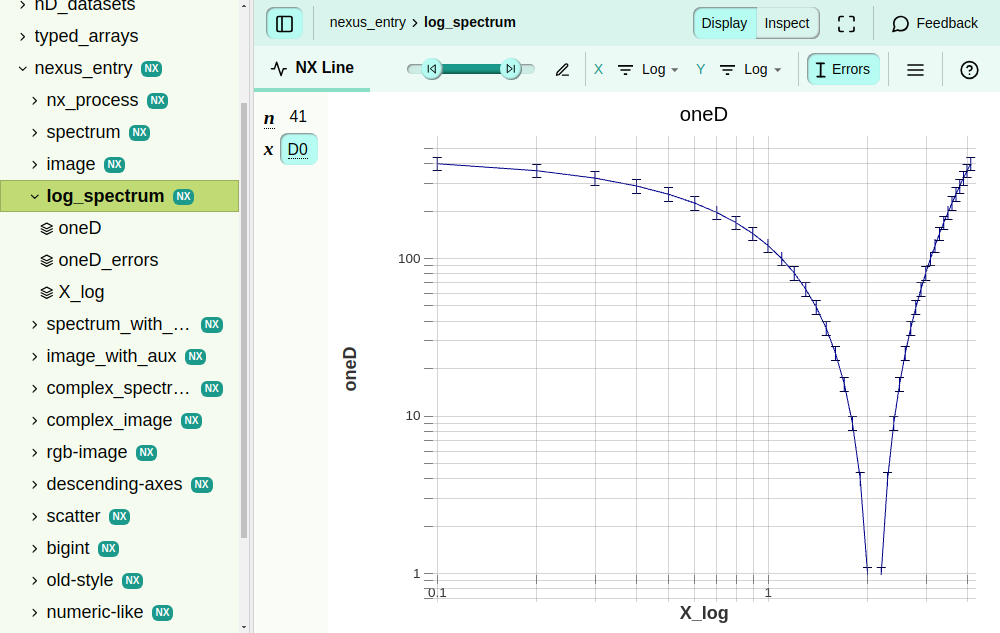 nD_datasets
typed_arrays
nexus_entry NX
nx_process NX
spectrum NX
image NX
log_spectrum NX
oneD
oneD_errors
X_log
spectrum_with_... NX
image_with_aux NX
complex_spectr... NX
complex_image NX
rgb-image NX
descending-axes NX
scatter NX
bigint NX
old-style NX
numeric-like NX
nexus_entry › log_spectrum
Display Inspect
Feedback
NX Line
X Log
Y Log
Errors
n 41
x D0
oneD
100
10
1
0.1
1
oneD
X_log